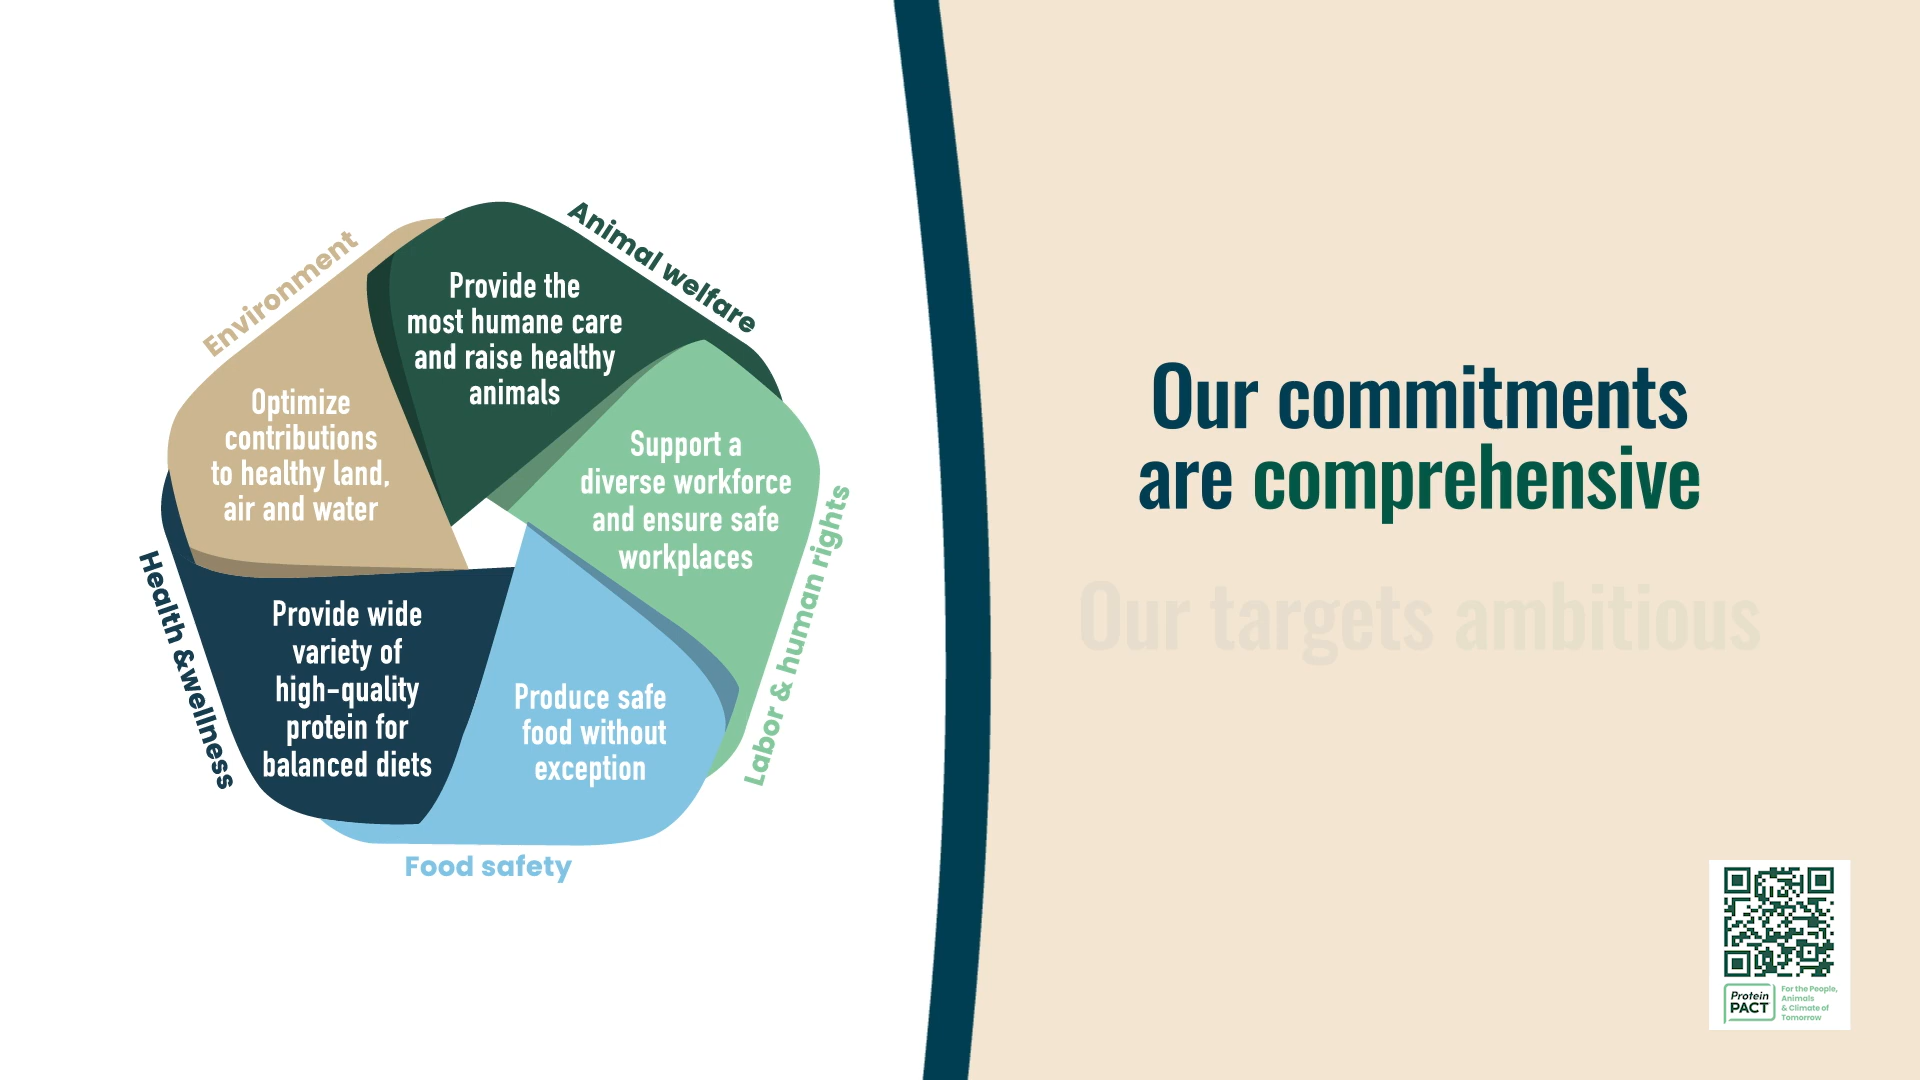 Environment
Animal welfare
Provide the
most humane care
and raise healthy
animals
Optimize
contributions
to healthy land,
air and water
Support a
diverse workforce
and ensure safe
workplaces
Labor & human rights
Health &wellness
Provide wide
variety of
high-quality
protein for
balanced diets
Produce safe
food without
exception
Food safety
Our commitments
are comprehensive
Our targets ambitious
Protein
PACT
For the People,
Animals
& Climate of
Tomorrow